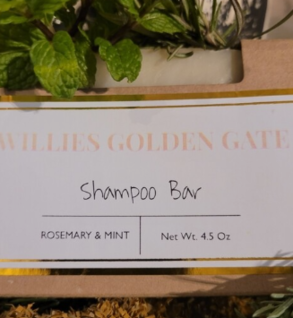 WILLIES GOLDEN GATE
Shampoo Bar
ROSEMARY & MINT
Net Wt. 4.5 Oz